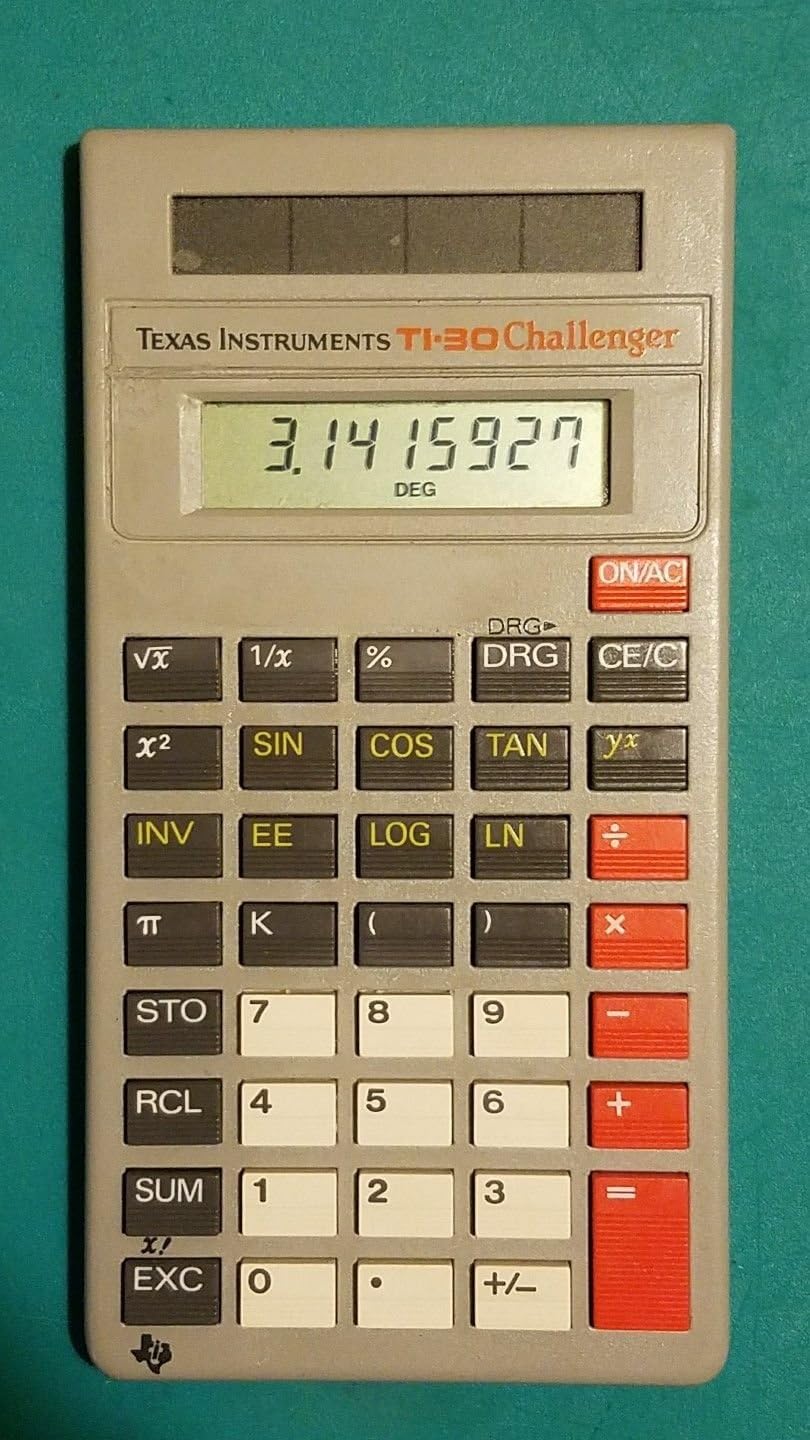 TEXAS INSTRUMENTS TI-30 Challenger
3.1415927
DEG
ON/AC
DRG▸
√x 1/x % DRG CE/C
x² SIN COS TAN yˣ
INV EE LOG LN ÷
π K ( ) ×
STO 7 8 9 −
RCL 4 5 6 +
SUM 1 2 3 =
x!
EXC 0 • +/−